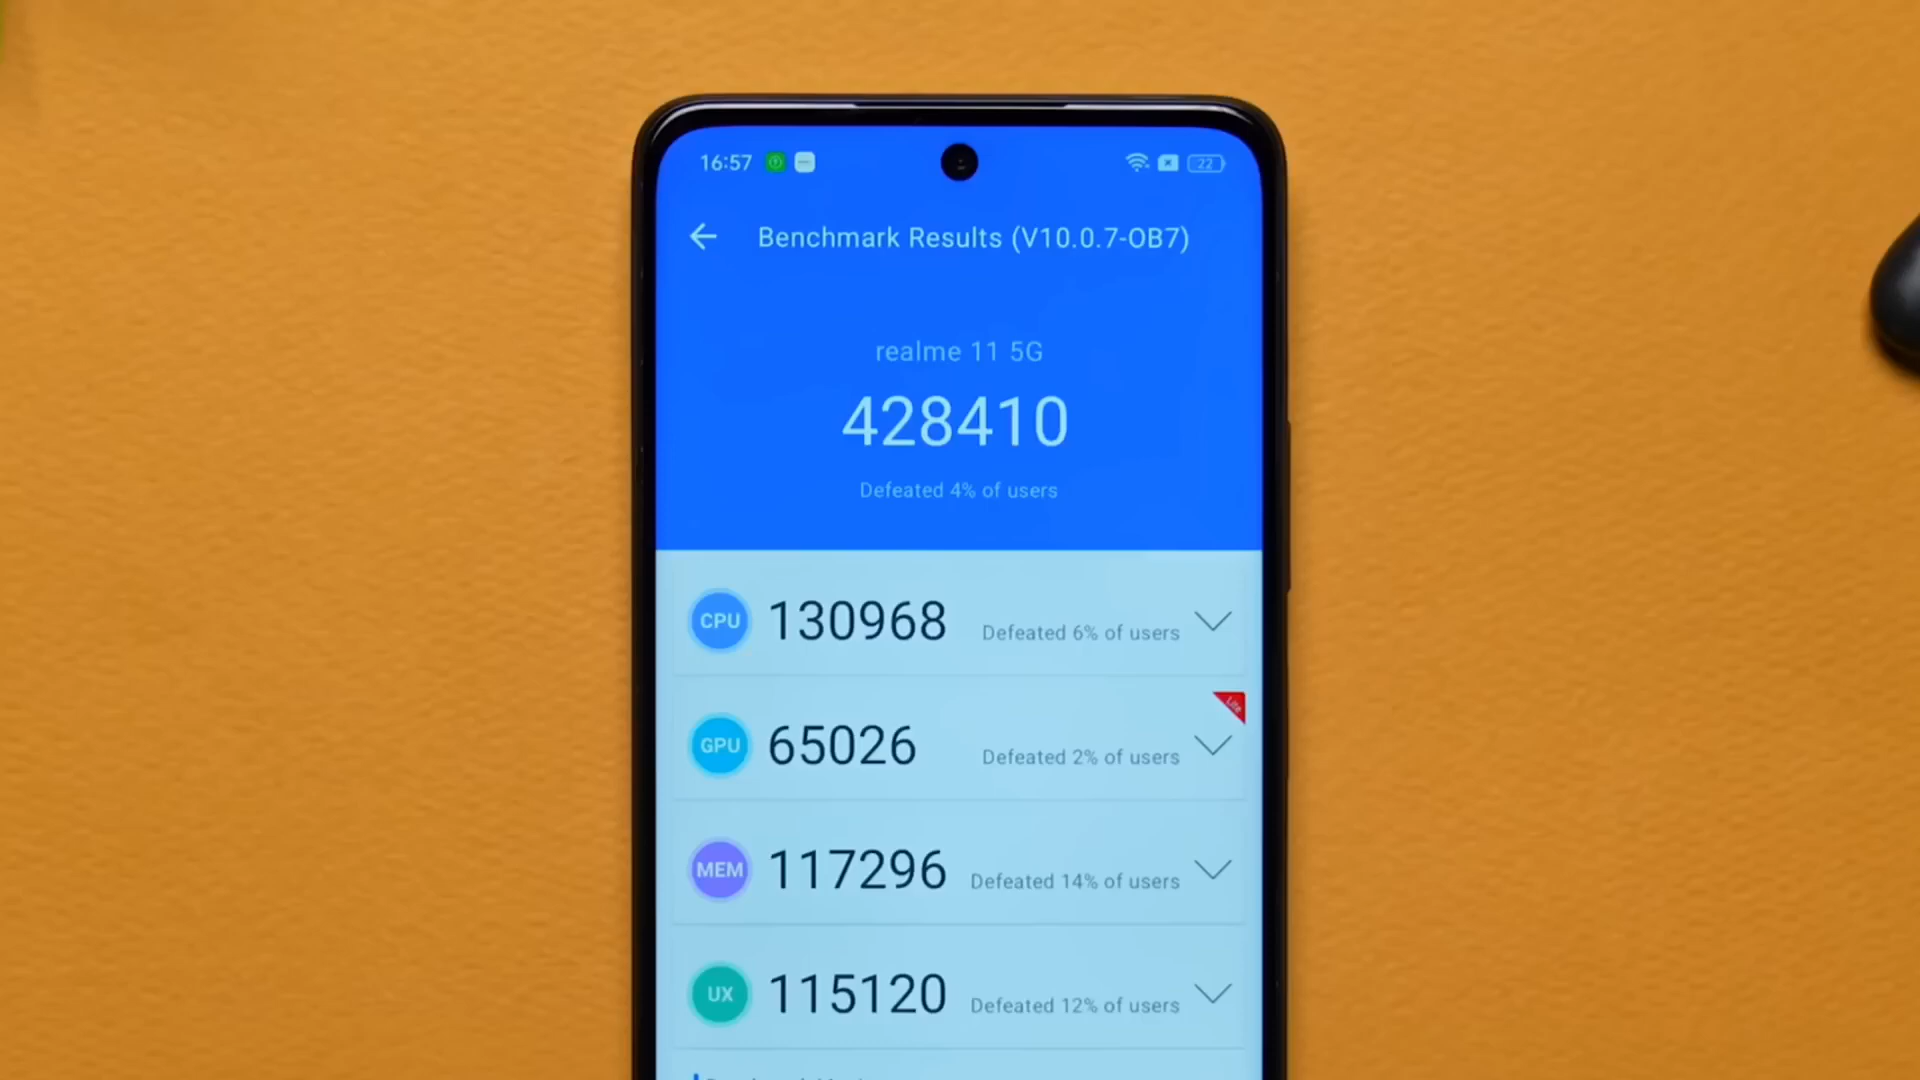 16:57
22
Benchmark Results (V10.0.7-OB7)
realme 11 5G
428410
Defeated 4% of users
CPU 130968 Defeated 6% of users
Lite
GPU 65026 Defeated 2% of users
MEM 117296 Defeated 14% of users
UX 115120 Defeated 12% of users